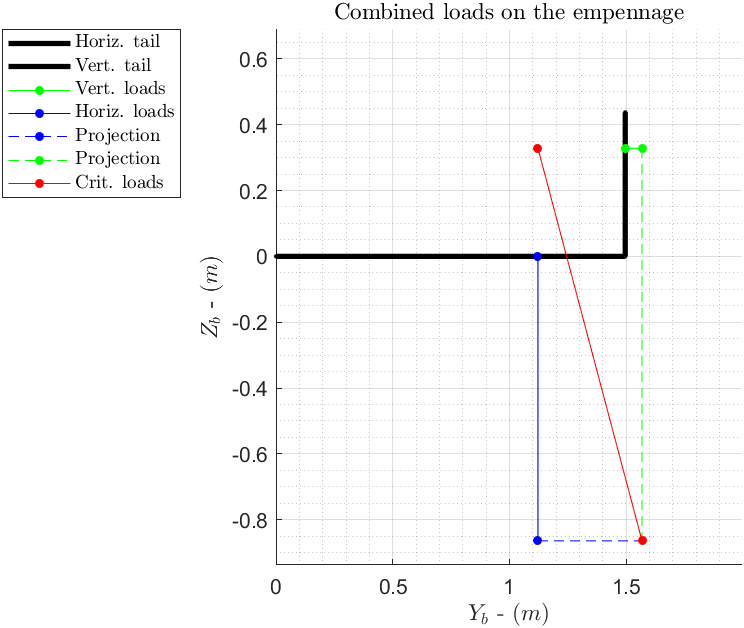 Combined loads on the empennage
Horiz. tail
Vert. tail
Vert. loads
Horiz. loads
Projection
Projection
Crit. loads
0.6
0.4
0.2
0
-0.2
-0.4
-0.6
-0.8
Z_b - (m)
0 0.5 1 1.5
Y_b - (m)